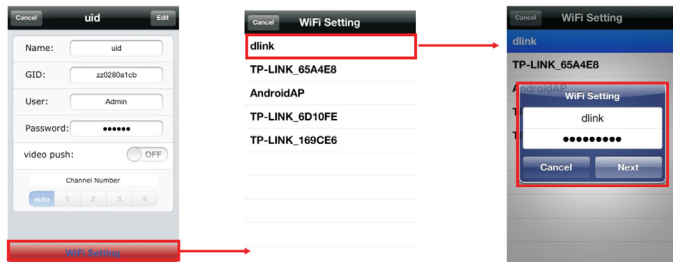 Cancel uid Edit
Name: uid
GID: zz0280a1cb
User: Admin
Password: ●●●●●●
video push: OFF
Channel Number
auto 1 2 3 4
WiFi Setting
Cancel WiFi Setting
dlink
TP-LINK_65A4E8
AndroidAP
TP-LINK_6D10FE
TP-LINK_169CE6
Cancel WiFi Setting
dlink
TP-LINK_65A4E8
AndroidAP
WiFi Setting
dlink
●●●●●●●●●
Cancel Next